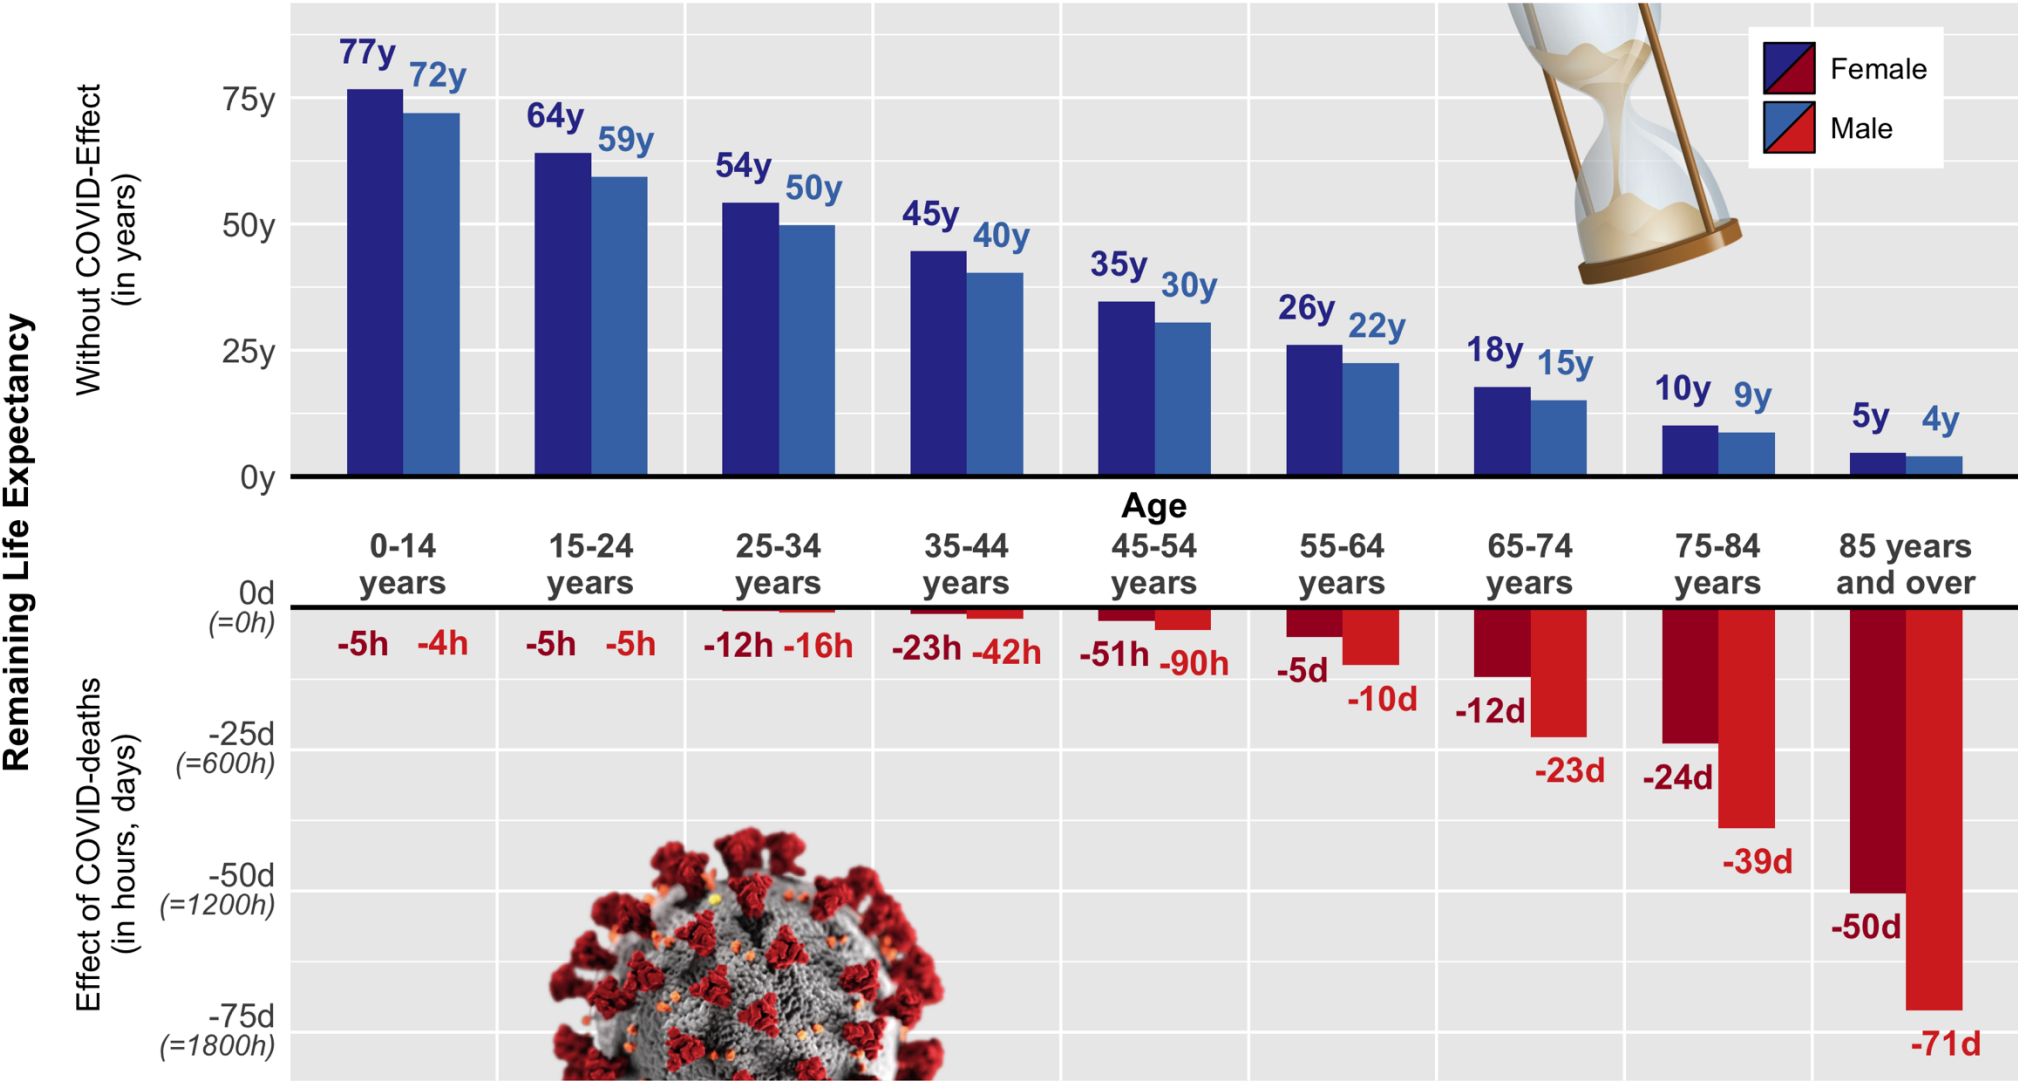 77y 72y
64y 59y
54y 50y
45y 40y
35y 30y
26y 22y
18y 15y
10y 9y
5y 4y
Female
Male
75y
50y
25y
0y
Without COVID-Effect
(in years)
Remaining Life Expectancy
Age
0-14
years
15-24
years
25-34
years
35-44
years
45-54
years
55-64
years
65-74
years
75-84
years
85 years
and over
0d
(=0h)
-25d
(=600h)
-50d
(=1200h)
-75d
(=1800h)
Effect of COVID-deaths
(in hours, days)
-5h -4h
-5h -5h
-12h -16h
-23h -42h
-51h -90h
-5d -10d
-12d -23d
-24d -39d
-50d -71d